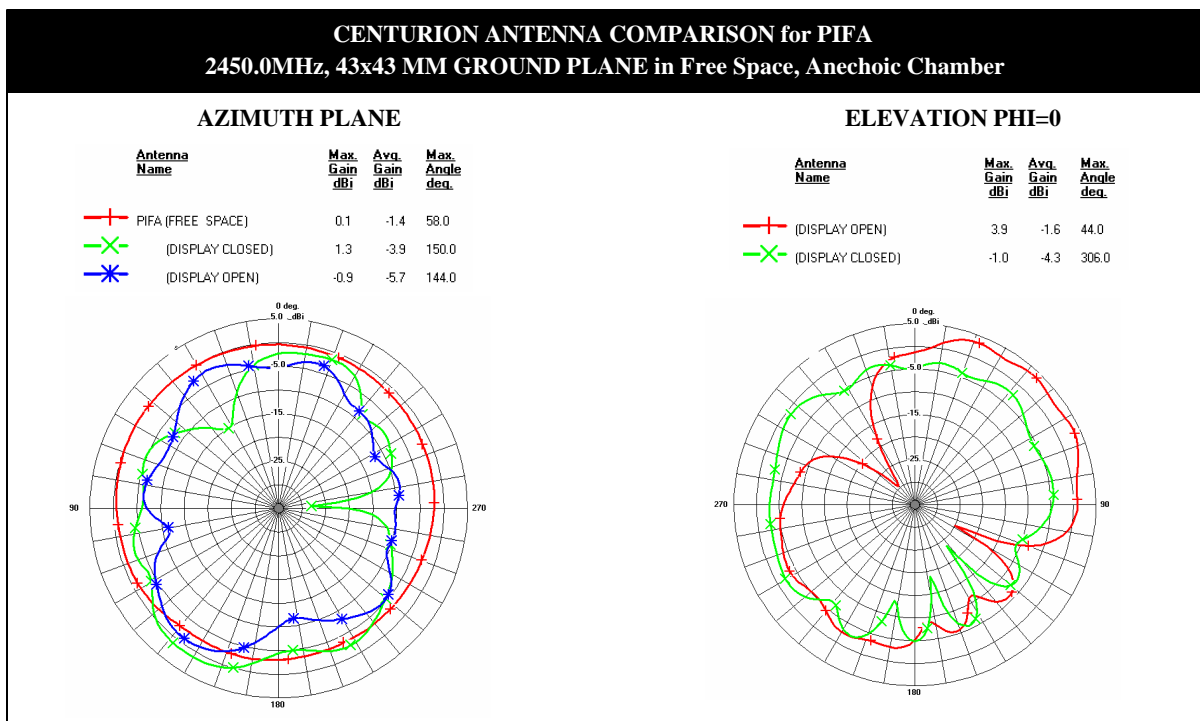 CENTURION ANTENNA COMPARISON for PIFA
2450.0MHz, 43x43 MM GROUND PLANE in Free Space, Anechoic Chamber
AZIMUTH PLANE
Antenna Name Max. Gain dBi Avg. Gain dBi Max. Angle deg.
PIFA (FREE SPACE) 0.1 -1.4 58.0
(DISPLAY CLOSED) 1.3 -3.9 150.0
(DISPLAY OPEN) -0.9 -5.7 144.0
0 deg.
5.0 dBi
-5.0
-15
-25
90
270
180
ELEVATION PHI=0
Antenna Name Max. Gain dBi Avg. Gain dBi Max. Angle deg.
(DISPLAY OPEN) 3.9 -1.6 44.0
(DISPLAY CLOSED) -1.0 -4.3 306.0
0 deg.
5.0 dBi
-5.0
-15
-25
270
90
180